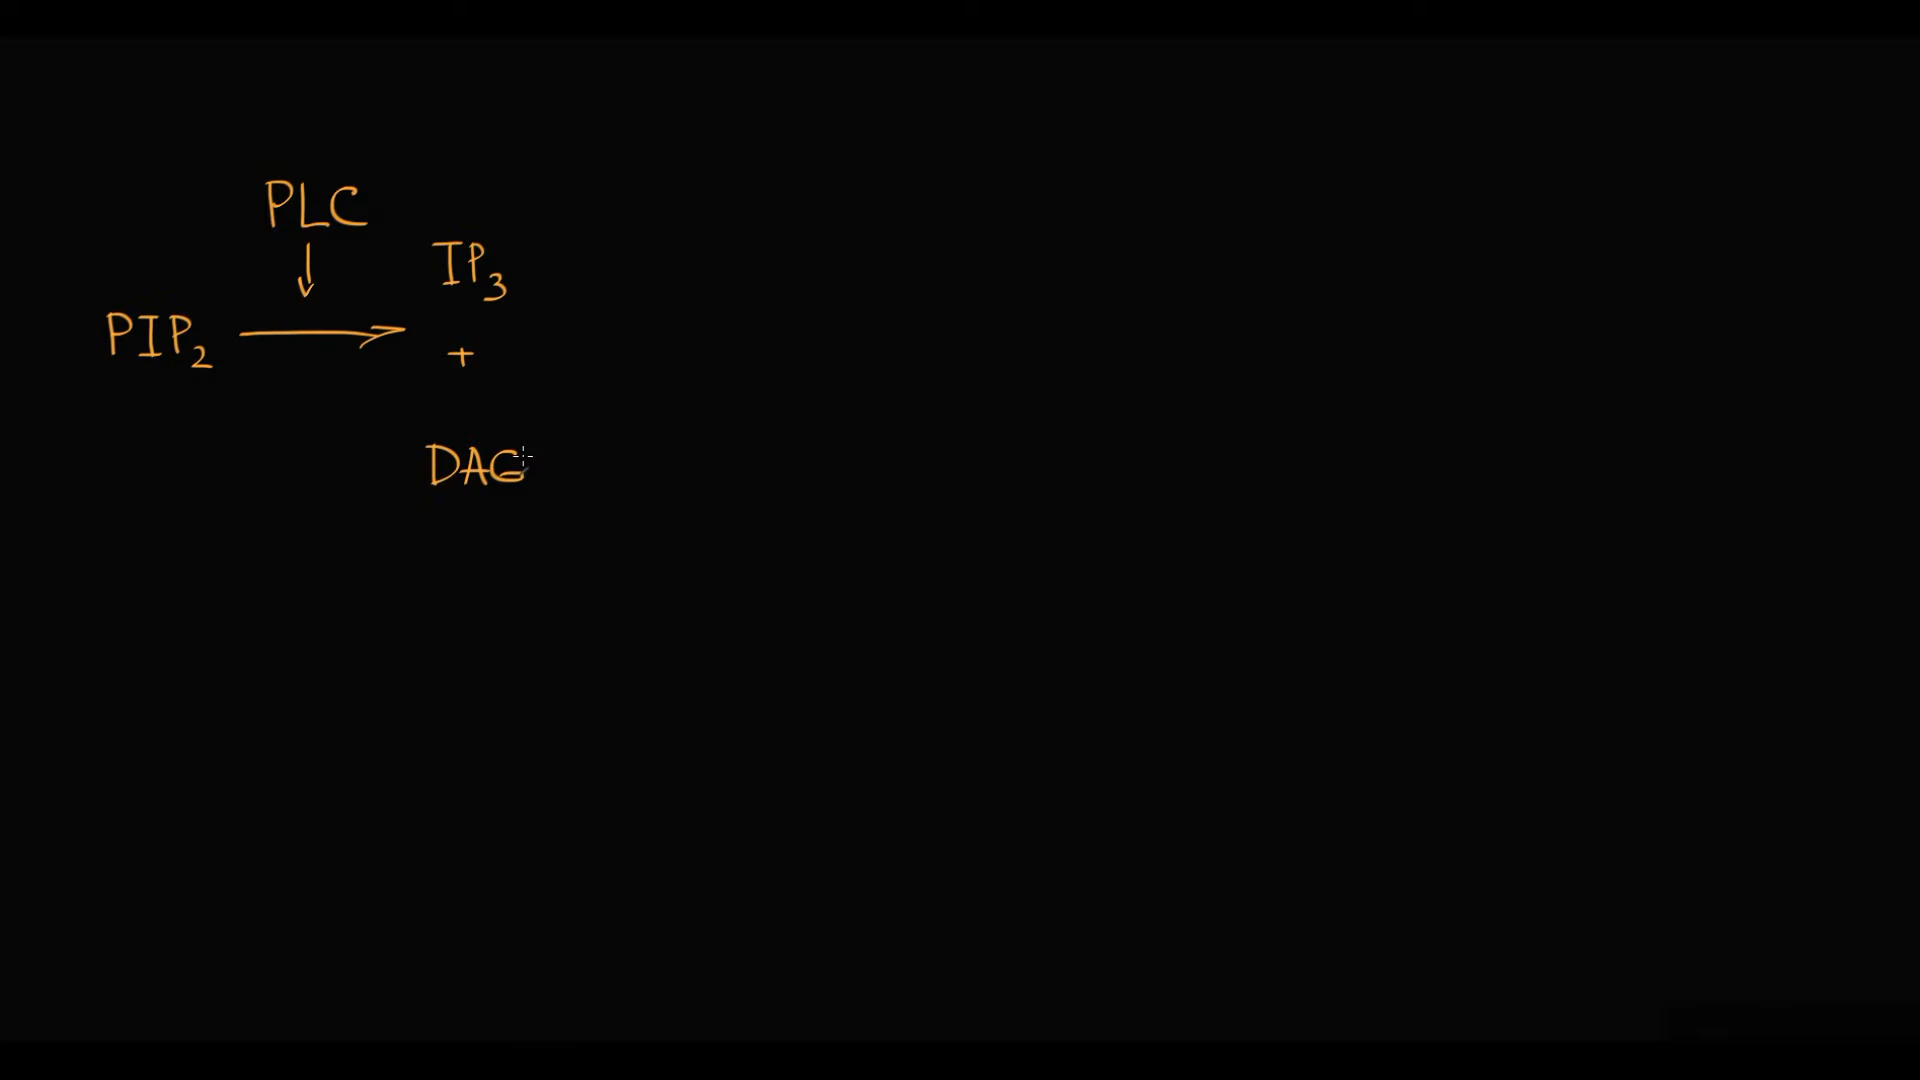 PLC
IP₃
PIP₂ ⟶
+
DAG